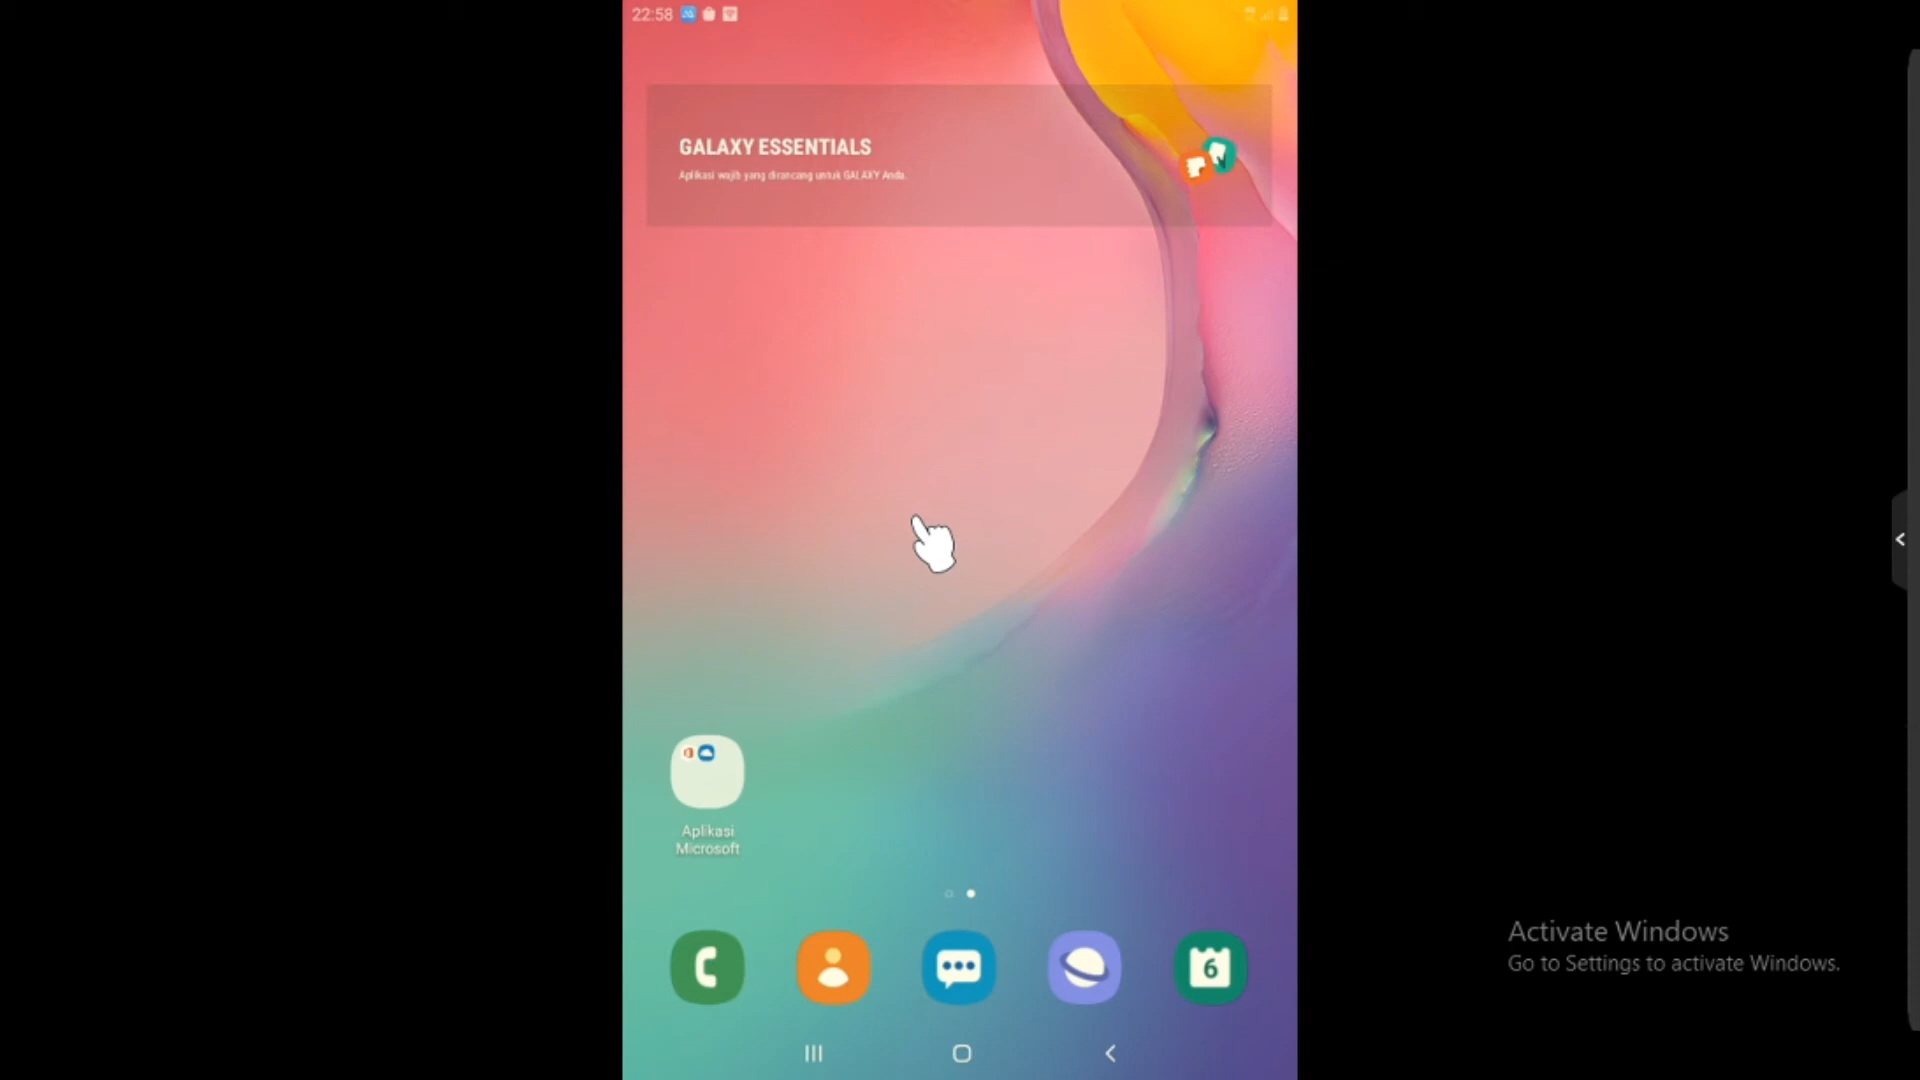 22:58
GALAXY ESSENTIALS
Aplikasi wajib yang dirancang untuk GALAXY Anda.
Aplikasi
Microsoft
6
Activate Windows
Go to Settings to activate Windows.